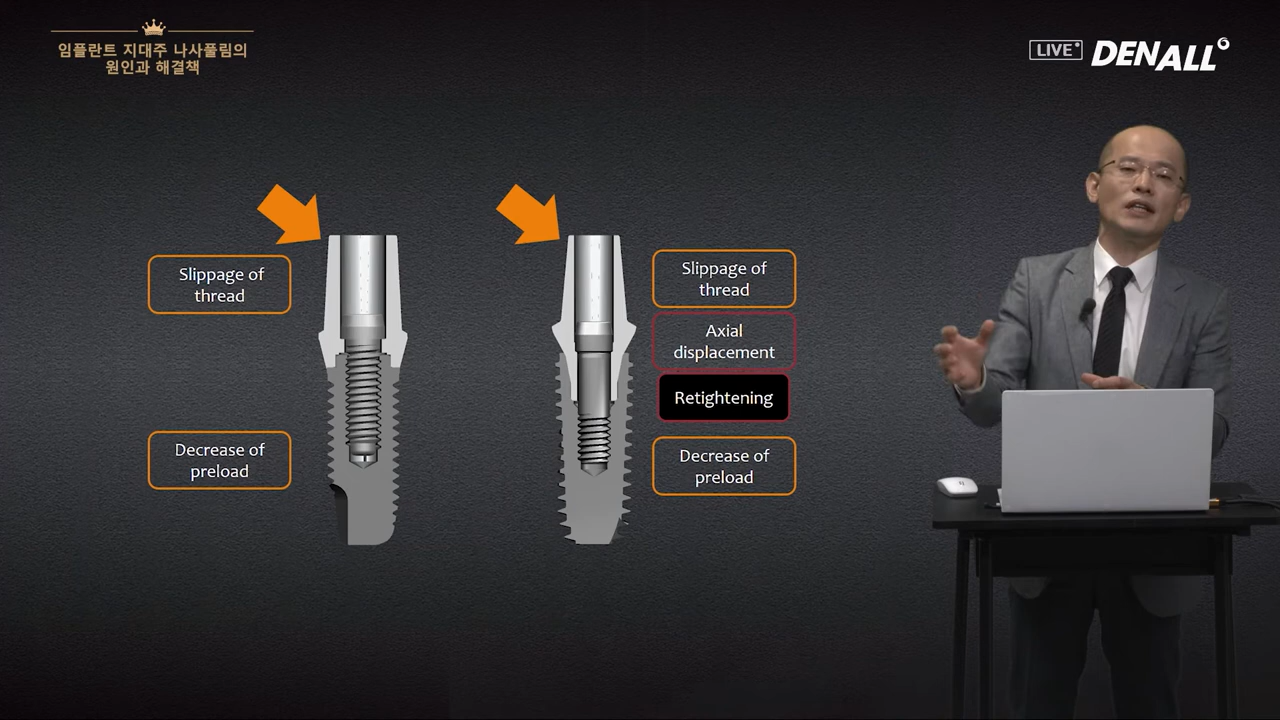 임플란트 지대주 나사풀림의
원인과 해결책
LIVE
DENALL
Slippage of
thread
Decrease of
preload
Slippage of
thread
Axial
displacement
Retightening
Decrease of
preload